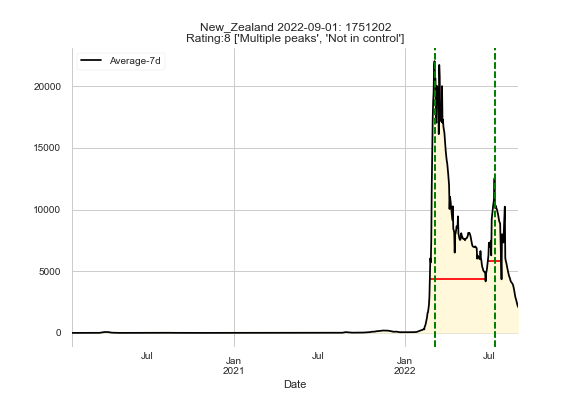 New_Zealand 2022-09-01: 1751202
Rating:8 ['Multiple peaks', 'Not in control']
Average-7d
20000
15000
10000
5000
0
Jul
Jan
2021
Jul
Jan
2022
Jul
Date